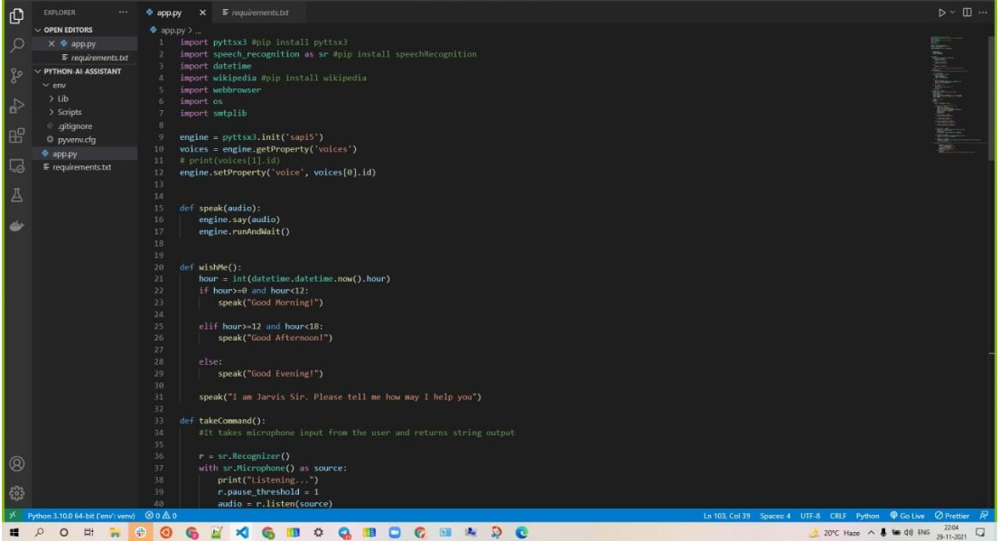 EXPLORER
app.py
requirements.txt
OPEN EDITORS
app.py
requirements.txt
PYTHON-AI-ASSISTANT
env
Lib
Scripts
.gitignore
pyvenv.cfg
app.py
requirements.txt
app.py > ...
1 import pyttsx3 #pip install pyttsx3
2 import speech_recognition as sr #pip install speechRecognition
3 import datetime
4 import wikipedia #pip install wikipedia
5 import webbrowser
6 import os
7 import smtplib
8
9 engine = pyttsx3.init('sapi5')
10 voices = engine.getProperty('voices')
11 # print(voices[1].id)
12 engine.setProperty('voice', voices[0].id)
13
14
15 def speak(audio):
16 engine.say(audio)
17 engine.runAndWait()
18
19
20 def wishMe():
21 hour = int(datetime.datetime.now().hour)
22 if hour>=0 and hour<12:
23 speak("Good Morning!")
24
25 elif hour>=12 and hour<18:
26 speak("Good Afternoon!")
27
28 else:
29 speak("Good Evening!")
30
31 speak("I am Jarvis Sir. Please tell me how may I help you")
32
33 def takeCommand():
34 #It takes microphone input from the user and returns string output
35
36 r = sr.Recognizer()
37 with sr.Microphone() as source:
38 print("Listening...")
39 r.pause_threshold = 1
40 audio = r.listen(source)
Python 3.10.0 64-bit ('env': venv) 0 0 Ln 103, Col 39 Spaces: 4 UTF-8 CRLF Python Go Live Prettier
20°C Haze ENG 22:04
29-11-2021